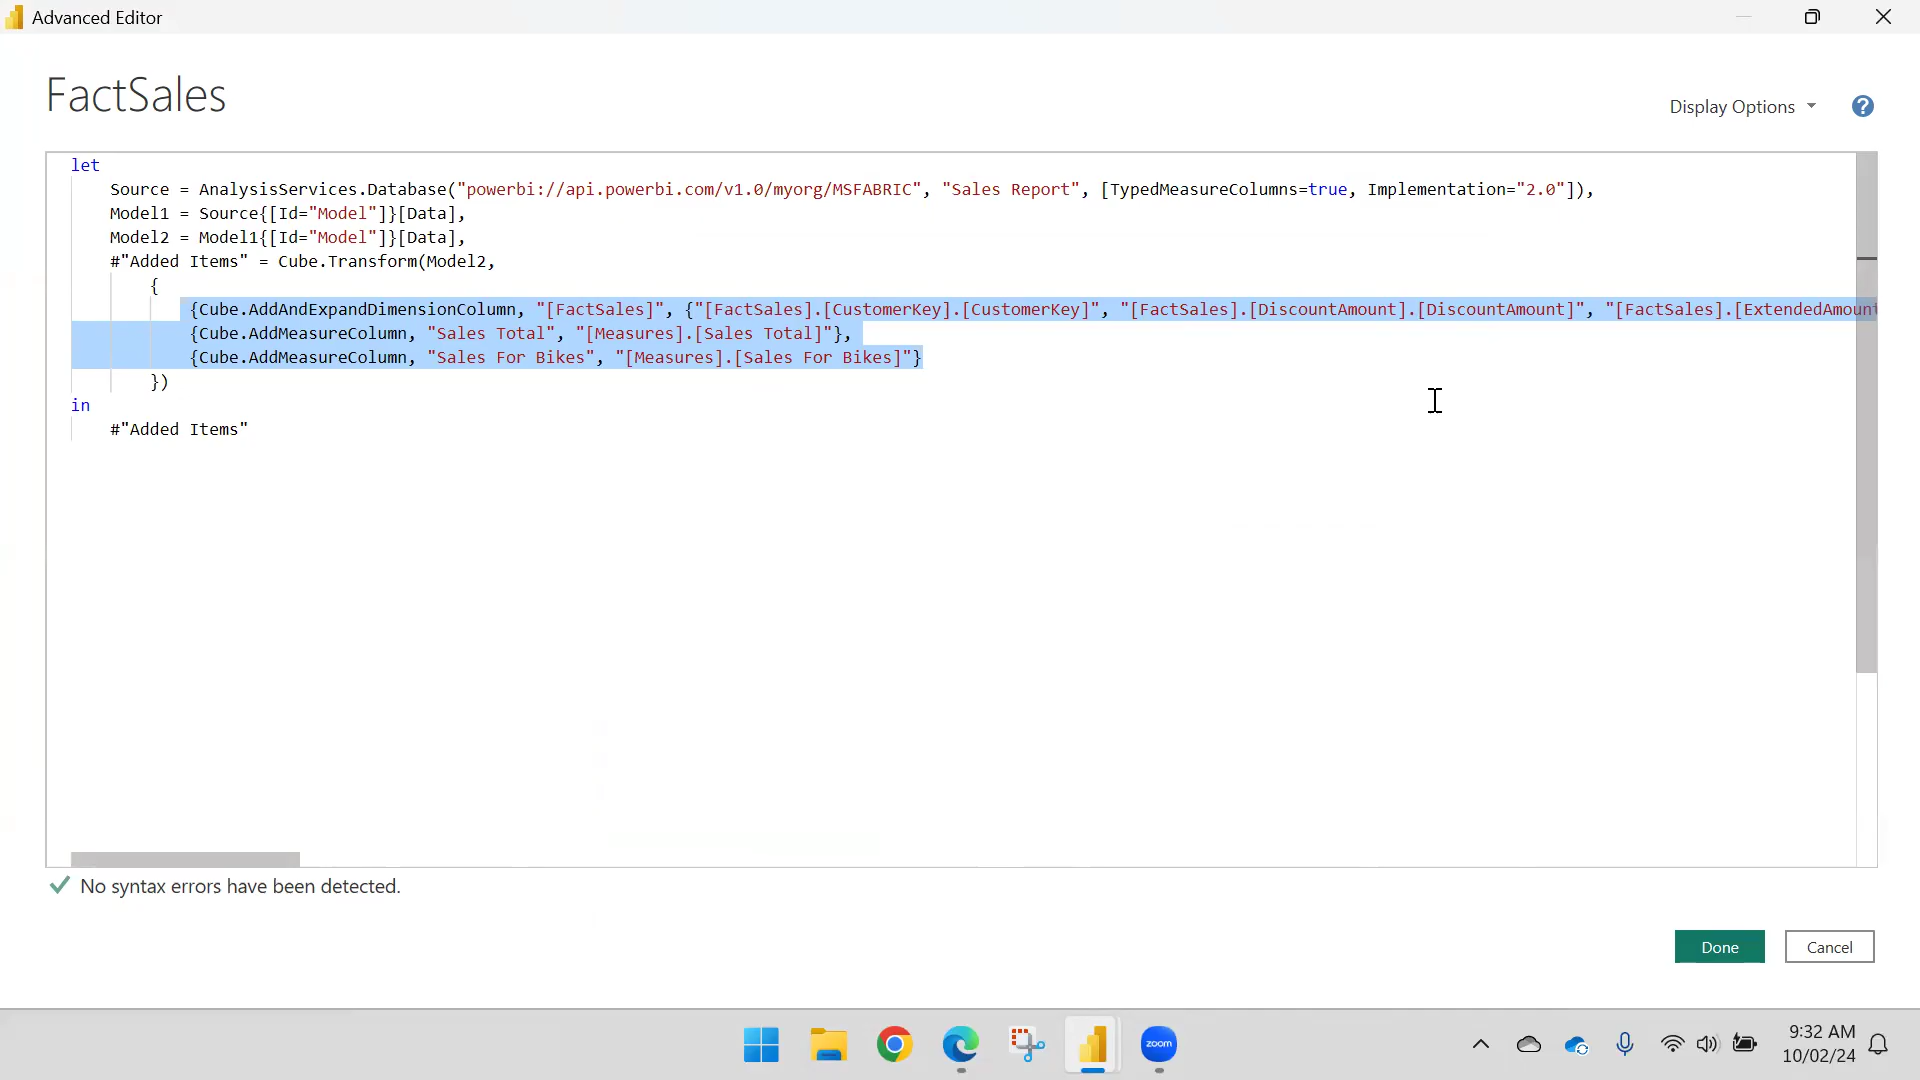 Advanced Editor
FactSales
Display Options
?
let
Source = AnalysisServices.Database("powerbi://api.powerbi.com/v1.0/myorg/MSFABRIC", "Sales Report", [TypedMeasureColumns=true, Implementation="2.0"]),
Model1 = Source{[Id="Model"]}[Data],
Model2 = Model1{[Id="Model"]}[Data],
#"Added Items" = Cube.Transform(Model2,
{
{Cube.AddAndExpandDimensionColumn, "[FactSales]", {"[FactSales].[CustomerKey].[CustomerKey]", "[FactSales].[DiscountAmount].[DiscountAmount]", "[FactSales].[ExtendedAmount
{Cube.AddMeasureColumn, "Sales Total", "[Measures].[Sales Total]"},
{Cube.AddMeasureColumn, "Sales For Bikes", "[Measures].[Sales For Bikes]"}
})
in
#"Added Items"
No syntax errors have been detected.
Done
Cancel
zoom
9:32 AM
10/02/24